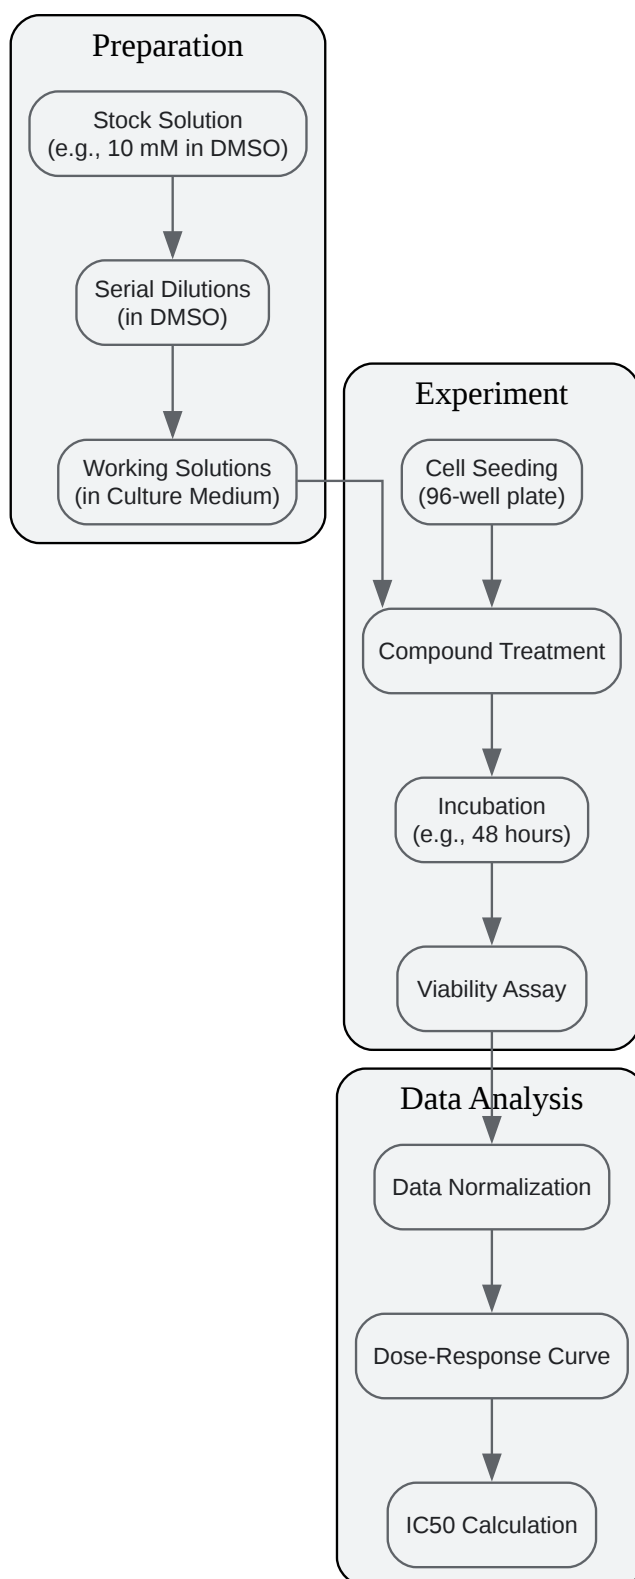 Preparation
Stock Solution
(e.g., 10 mM in DMSO)
Serial Dilutions
(in DMSO)
Working Solutions
(in Culture Medium)
Experiment
Cell Seeding
(96-well plate)
Compound Treatment
Incubation
(e.g., 48 hours)
Viability Assay
Data Analysis
Data Normalization
Dose-Response Curve
IC50 Calculation